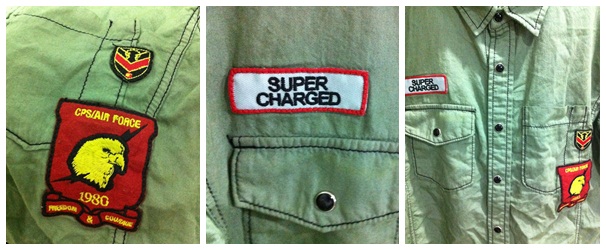 CPS/AIR FORCE
1980
FREEDOM & COURAGE
SUPER
CHARGED
SUPER
CHARGED